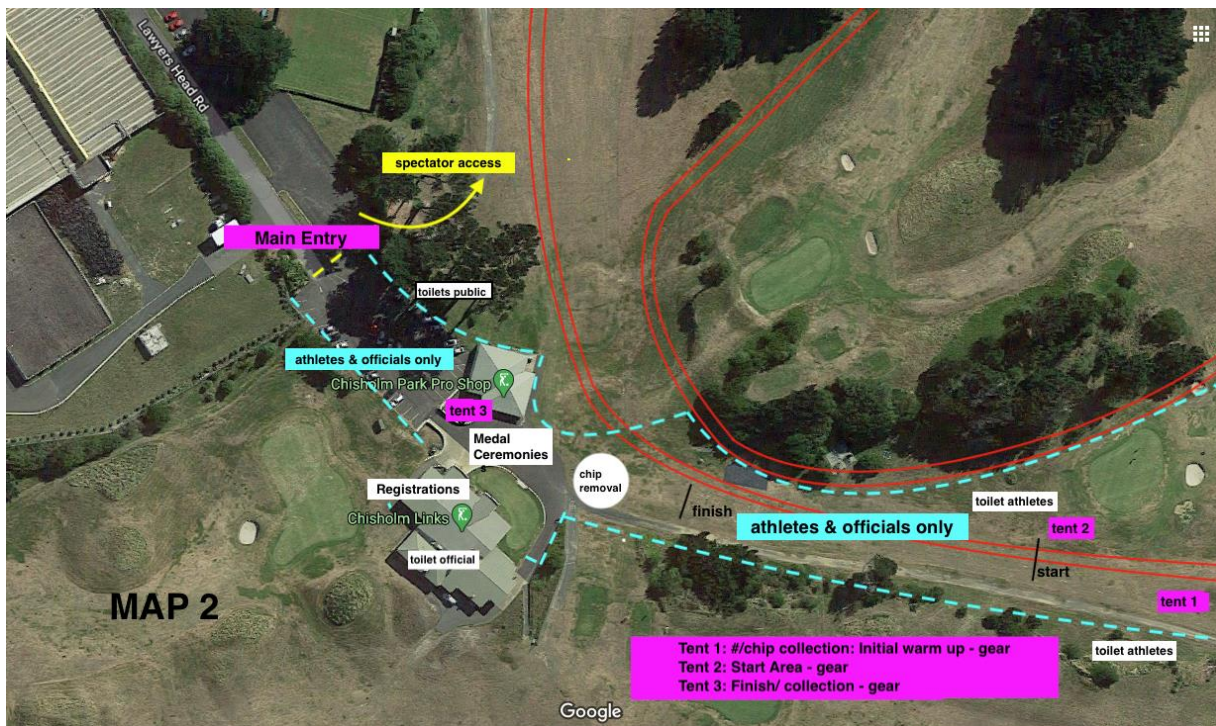 Lawyers Head Rd
spectator access
Main Entry
toilets public
athletes & officials only
Chisholm Park Pro Shop
tent 3
Medal
Ceremonies
chip
removal
Registrations
Chisholm Links
toilet official
finish
athletes & officials only
toilet athletes
tent 2
start
tent 1
toilet athletes
MAP 2
Tent 1: #/chip collection: Initial warm up - gear
Tent 2: Start Area - gear
Tent 3: Finish/ collection - gear
Google